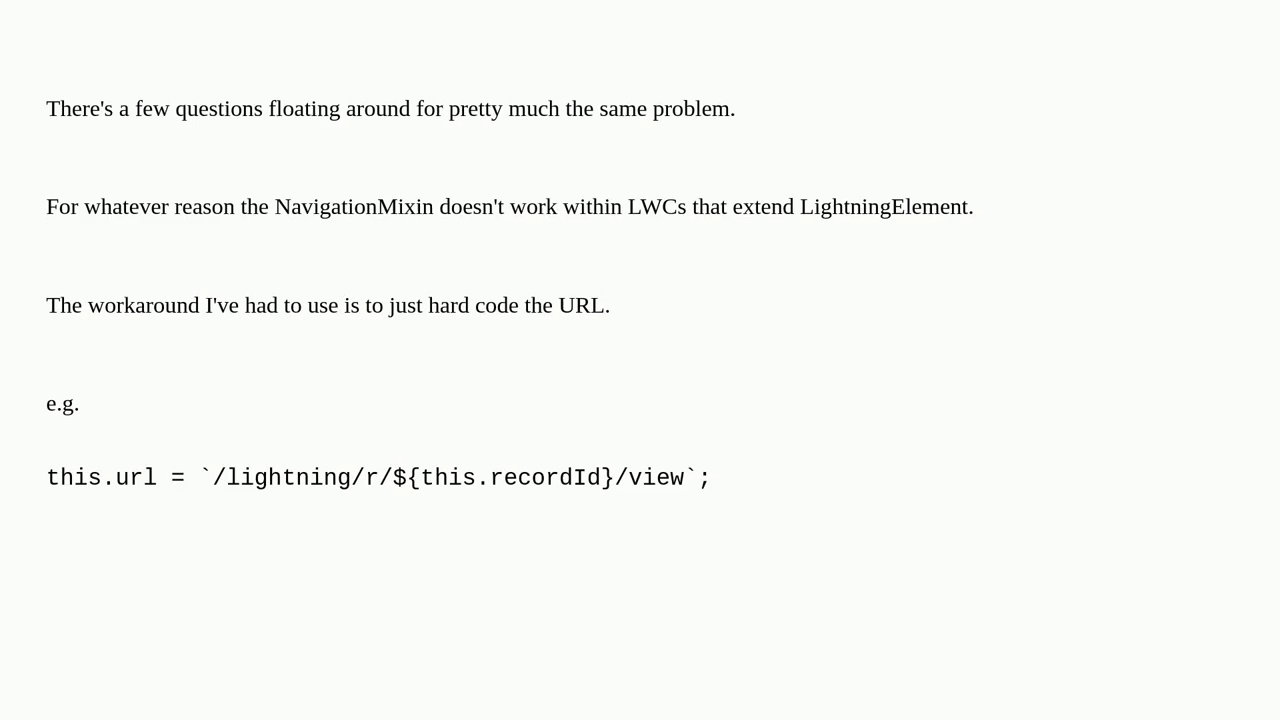 There's a few questions floating around for pretty much the same problem.
For whatever reason the NavigationMixin doesn't work within LWCs that extend LightningElement.
The workaround I've had to use is to just hard code the URL.
e.g.
this.url = `/lightning/r/${this.recordId}/view`;